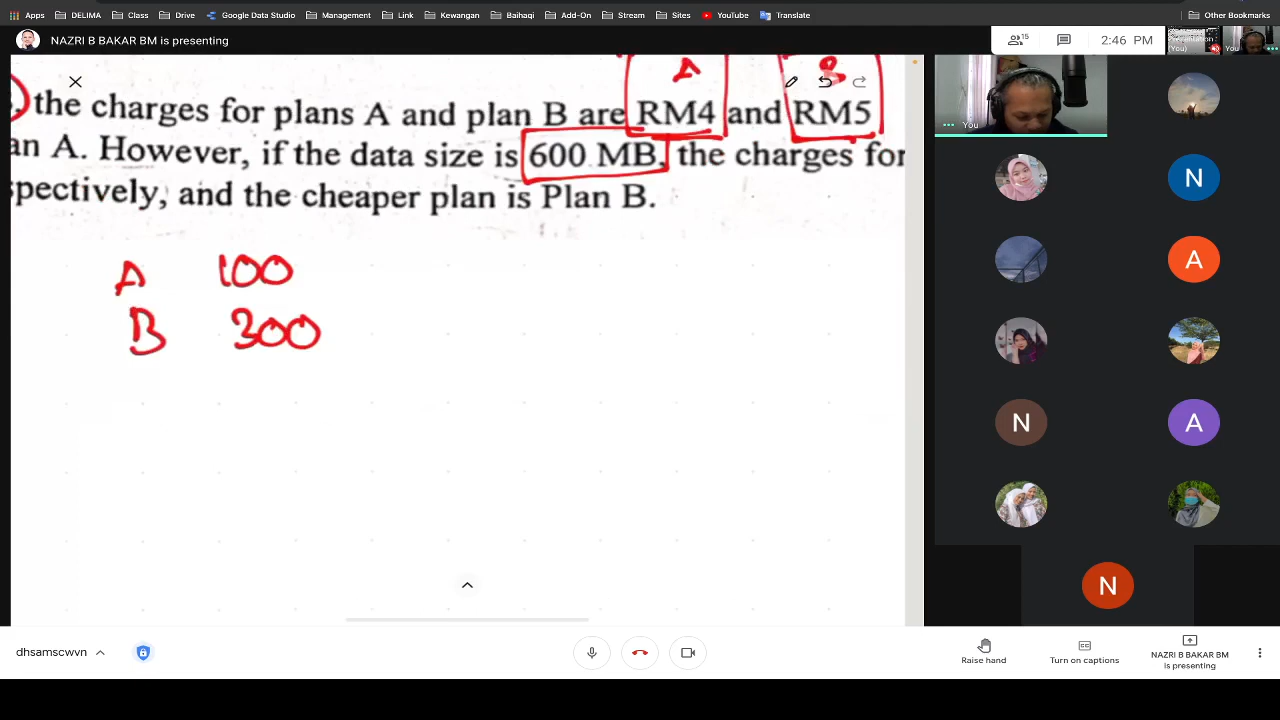 Apps DELIMA Class Drive Google Data Studio Management Link Kewangan Baihaqi Add-On Stream Sites YouTube Translate Other Bookmarks
NAZRI B BAKAR BM is presenting
15
2:46 PM
You
A B
the charges for plans A and plan B are RM4 and RM5
an A. However, if the data size is 600 MB, the charges for
spectively, and the cheaper plan is Plan B.
A 100
B 300
You
N
A
N A
N
dhsamscwvn
Raise hand
Turn on captions
NAZRI B BAKAR BM
is presenting